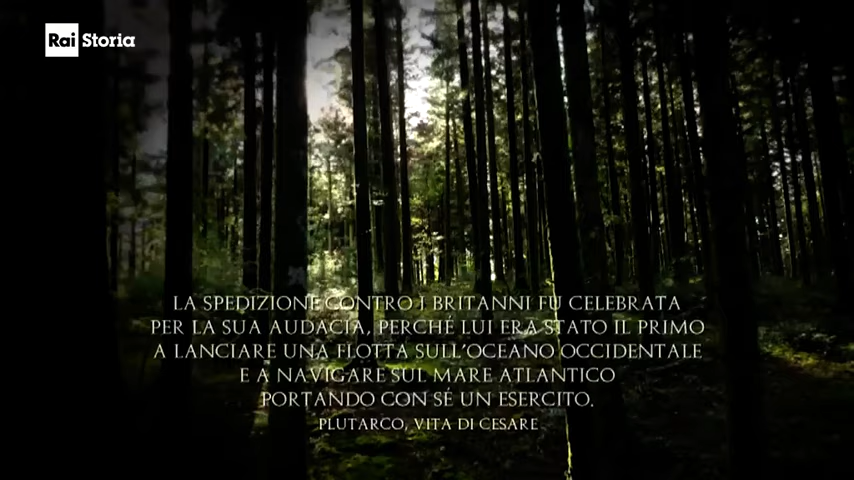 Rai Storia
LA SPEDIZIONE CONTRO I BRITANNI FU CELEBRATA
PER LA SUA AUDACIA, PERCHÉ LUI ERA STATO IL PRIMO
A LANCIARE UNA FLOTTA SULL'OCEANO OCCIDENTALE
E A NAVIGARE SUL MARE ATLANTICO
PORTANDO CON SÉ UN ESERCITO.
PLUTARCO, VITA DI CESARE